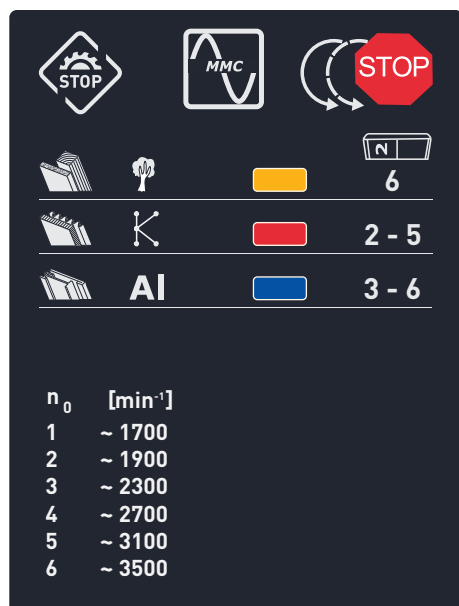 STOP
MMC
STOP
2
6
2 - 5
Al 3 - 6
n0 [min-1]
1 ~ 1700
2 ~ 1900
3 ~ 2300
4 ~ 2700
5 ~ 3100
6 ~ 3500